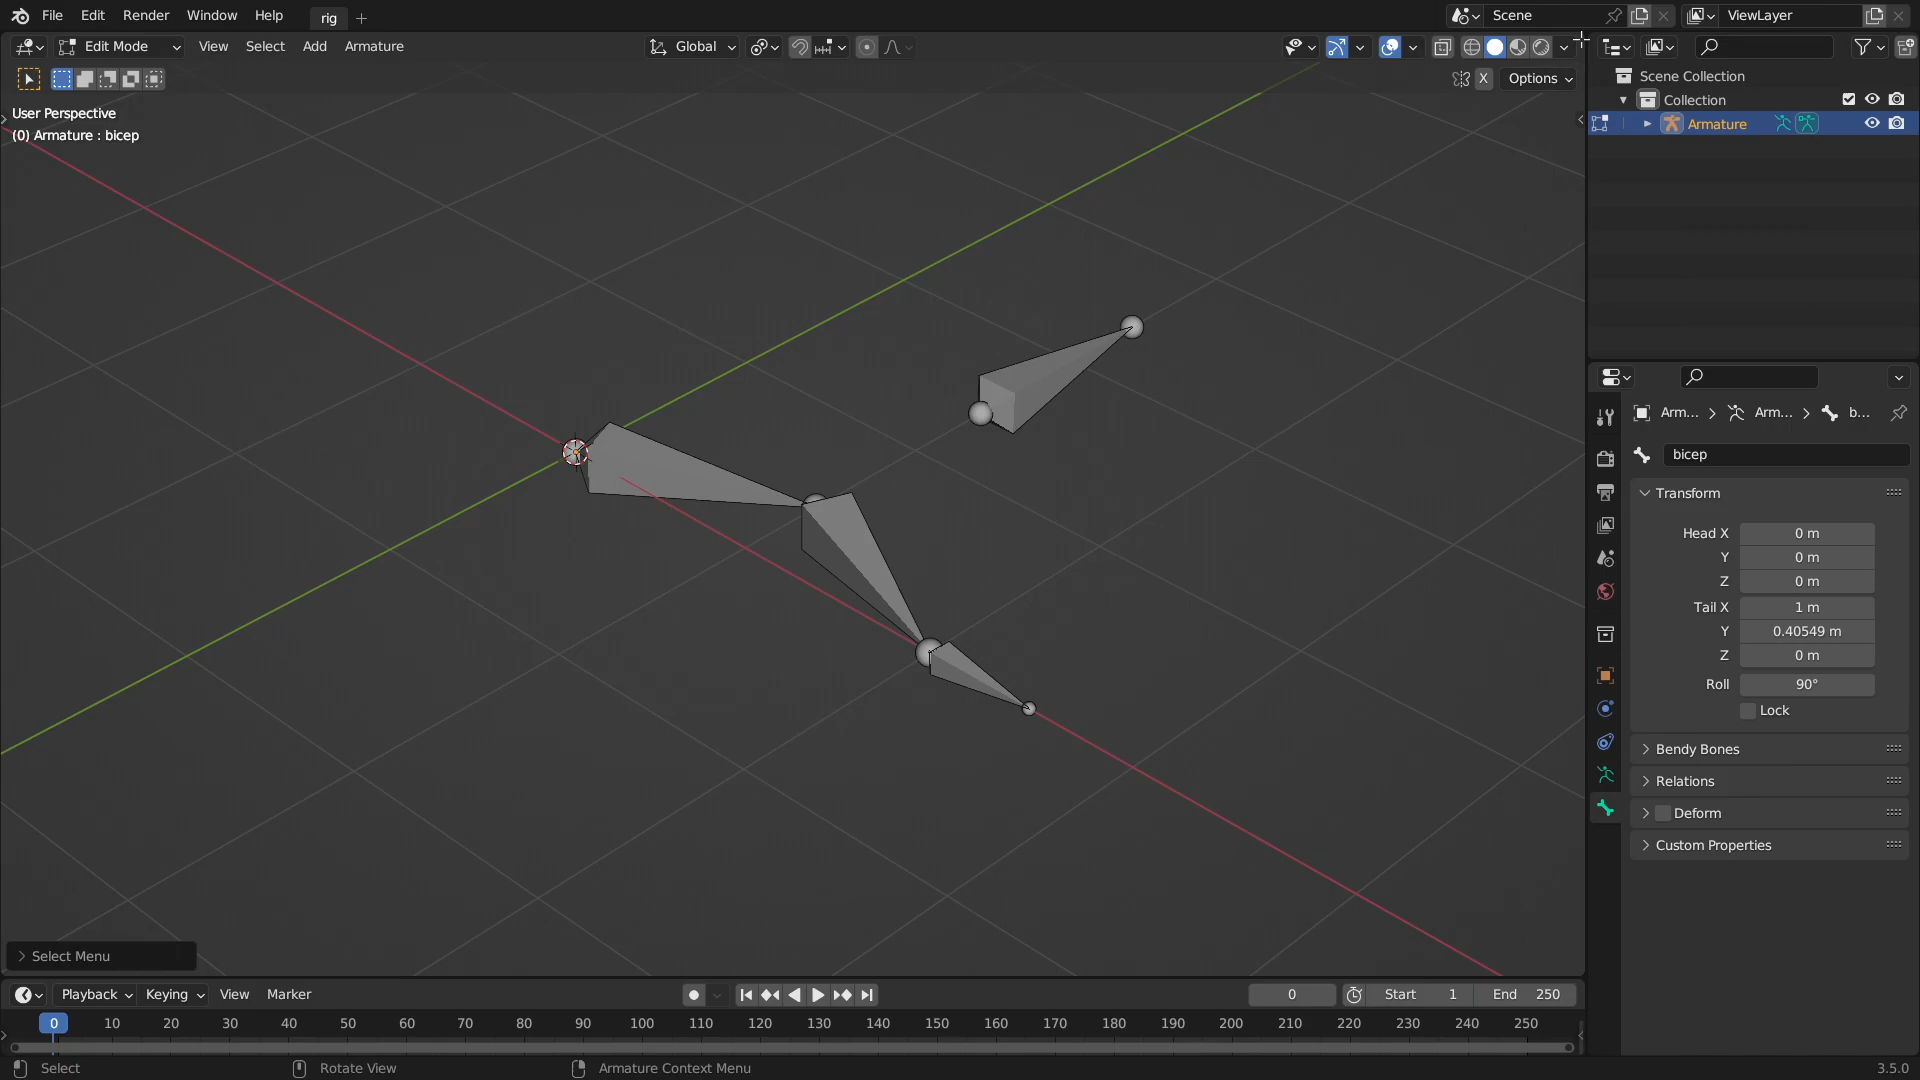 File Edit Render Window Help rig Scene ViewLayer
Edit Mode View Select Add Armature Global
X Options
User Perspective
(0) Armature : bicep
Select Menu
Scene Collection
Collection
Armature
Arm... Arm... b...
bicep
Transform
Head X 0 m
Y 0 m
Z 0 m
Tail X 1 m
Y 0.40549 m
Z 0 m
Roll 90°
Lock
Bendy Bones
Relations
Deform
Custom Properties
Playback Keying View Marker 0 Start 1 End 250
0 10 20 30 40 50 60 70 80 90 100 110 120 130 140 150 160 170 180 190 200 210 220 230 240 250
Select Rotate View Armature Context Menu 3.5.0